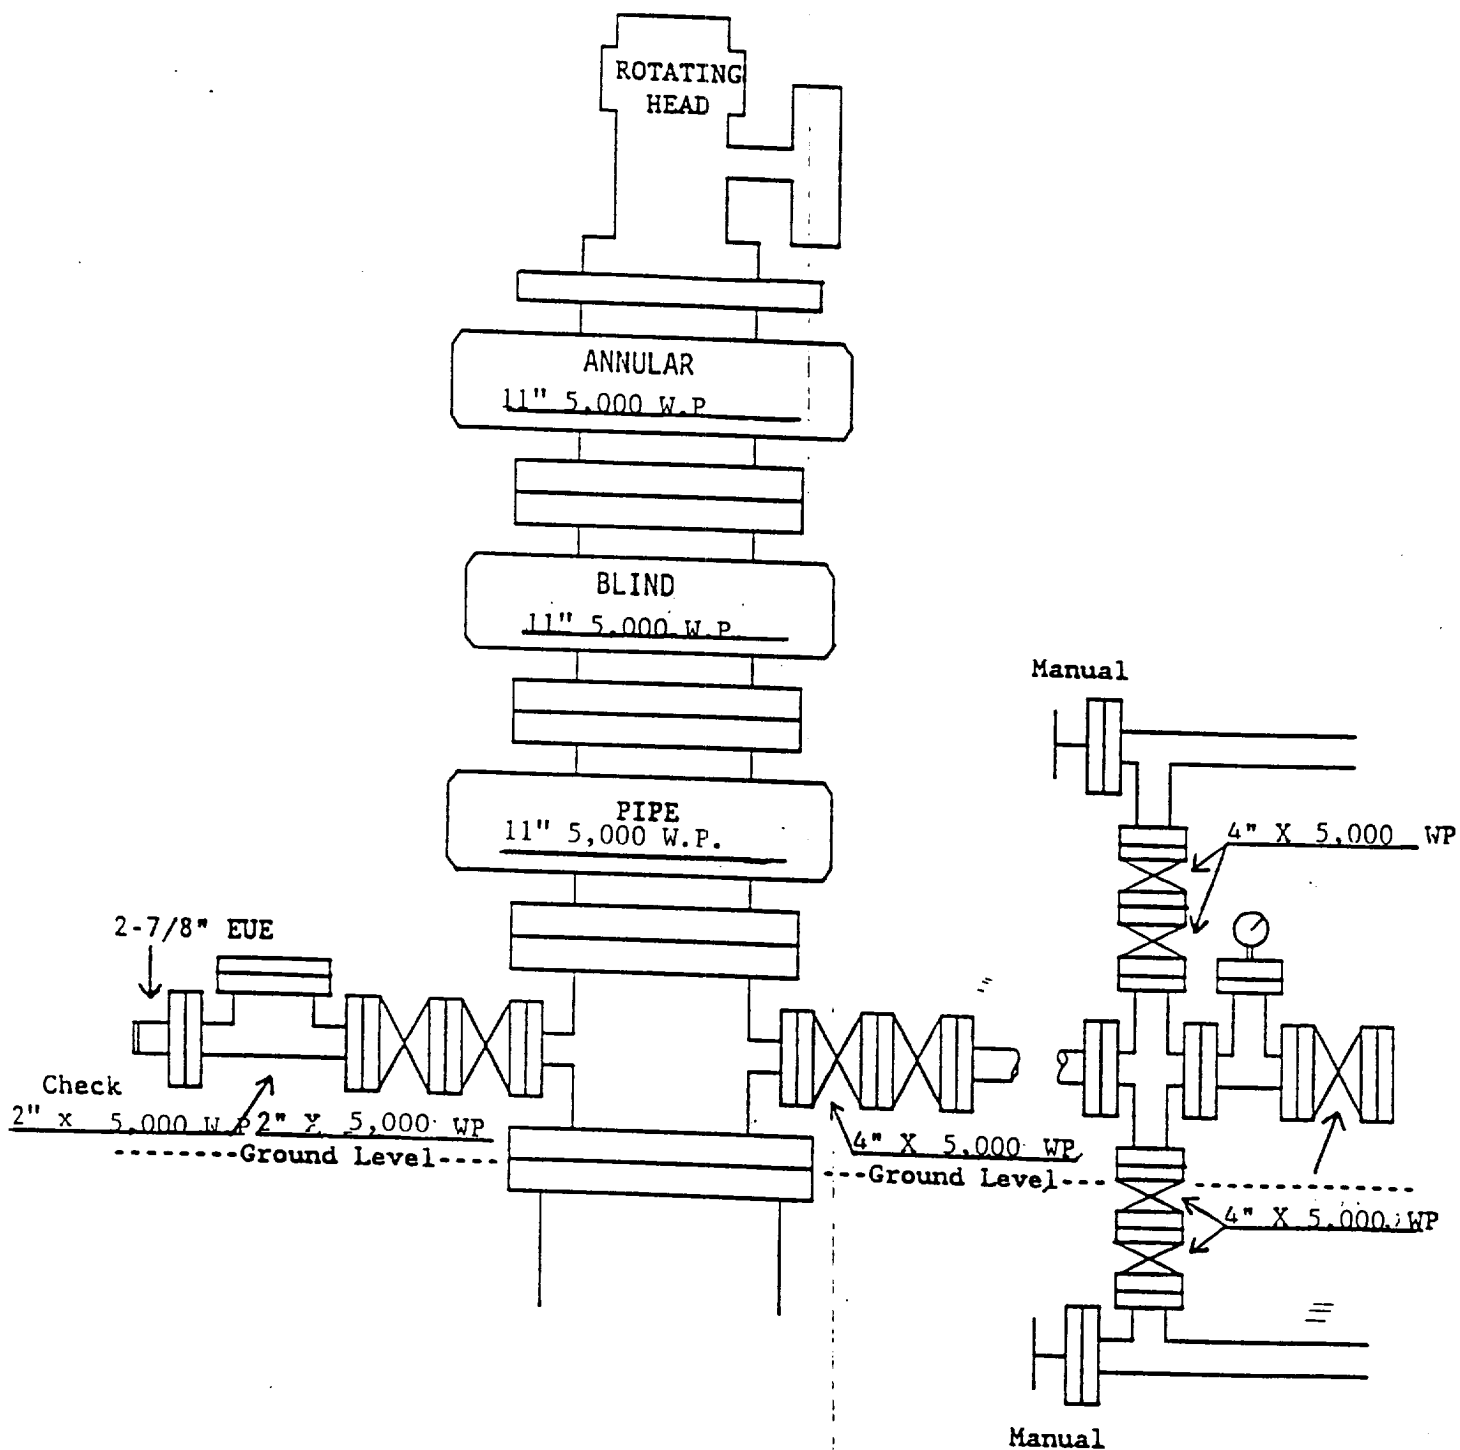 ROTATING
HEAD
ANNULAR
11" 5,000 W.P
BLIND
11" 5,000 W.P.
Manual
PIPE
11" 5,000 W.P.
4" X 5,000 WP
2-7/8" EUE
Check
2" x 5,000 W.P
2" X 5,000 WP
4" X 5,000 WP
----Ground Level----
---Ground Level---
4" X 5,000 WP
Manual